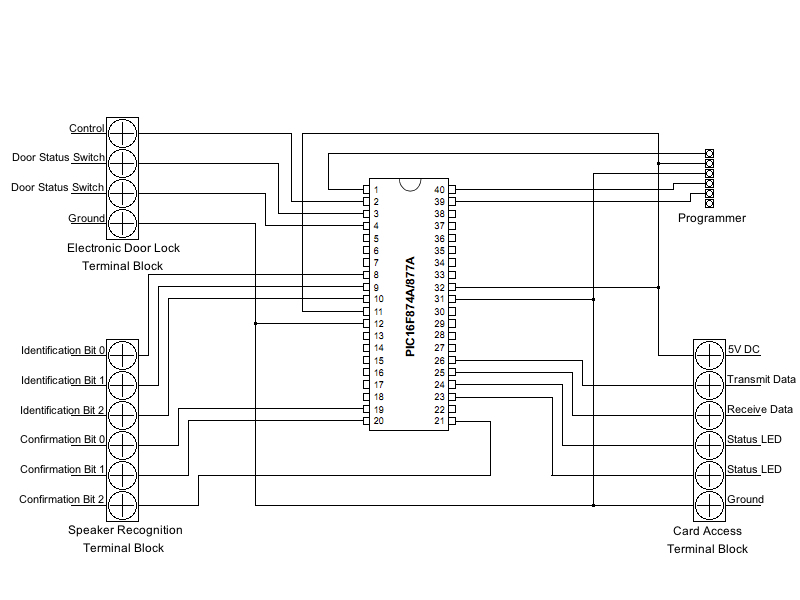 Control
Door Status Switch
Door Status Switch
Ground
Electronic Door Lock
Terminal Block
Identification Bit 0
Identification Bit 1
Identification Bit 2
Confirmation Bit 0
Confirmation Bit 1
Confirmation Bit 2
Speaker Recognition
Terminal Block
1 40
2 39
3 38
4 37
5 36
6 35
7 34
8 33
9 32
10 31
11 30
12 29
13 28
14 27
15 26
16 25
17 24
18 23
19 22
20 21
PIC16F874A/877A
Programmer
5V DC
Transmit Data
Receive Data
Status LED
Status LED
Ground
Card Access
Terminal Block